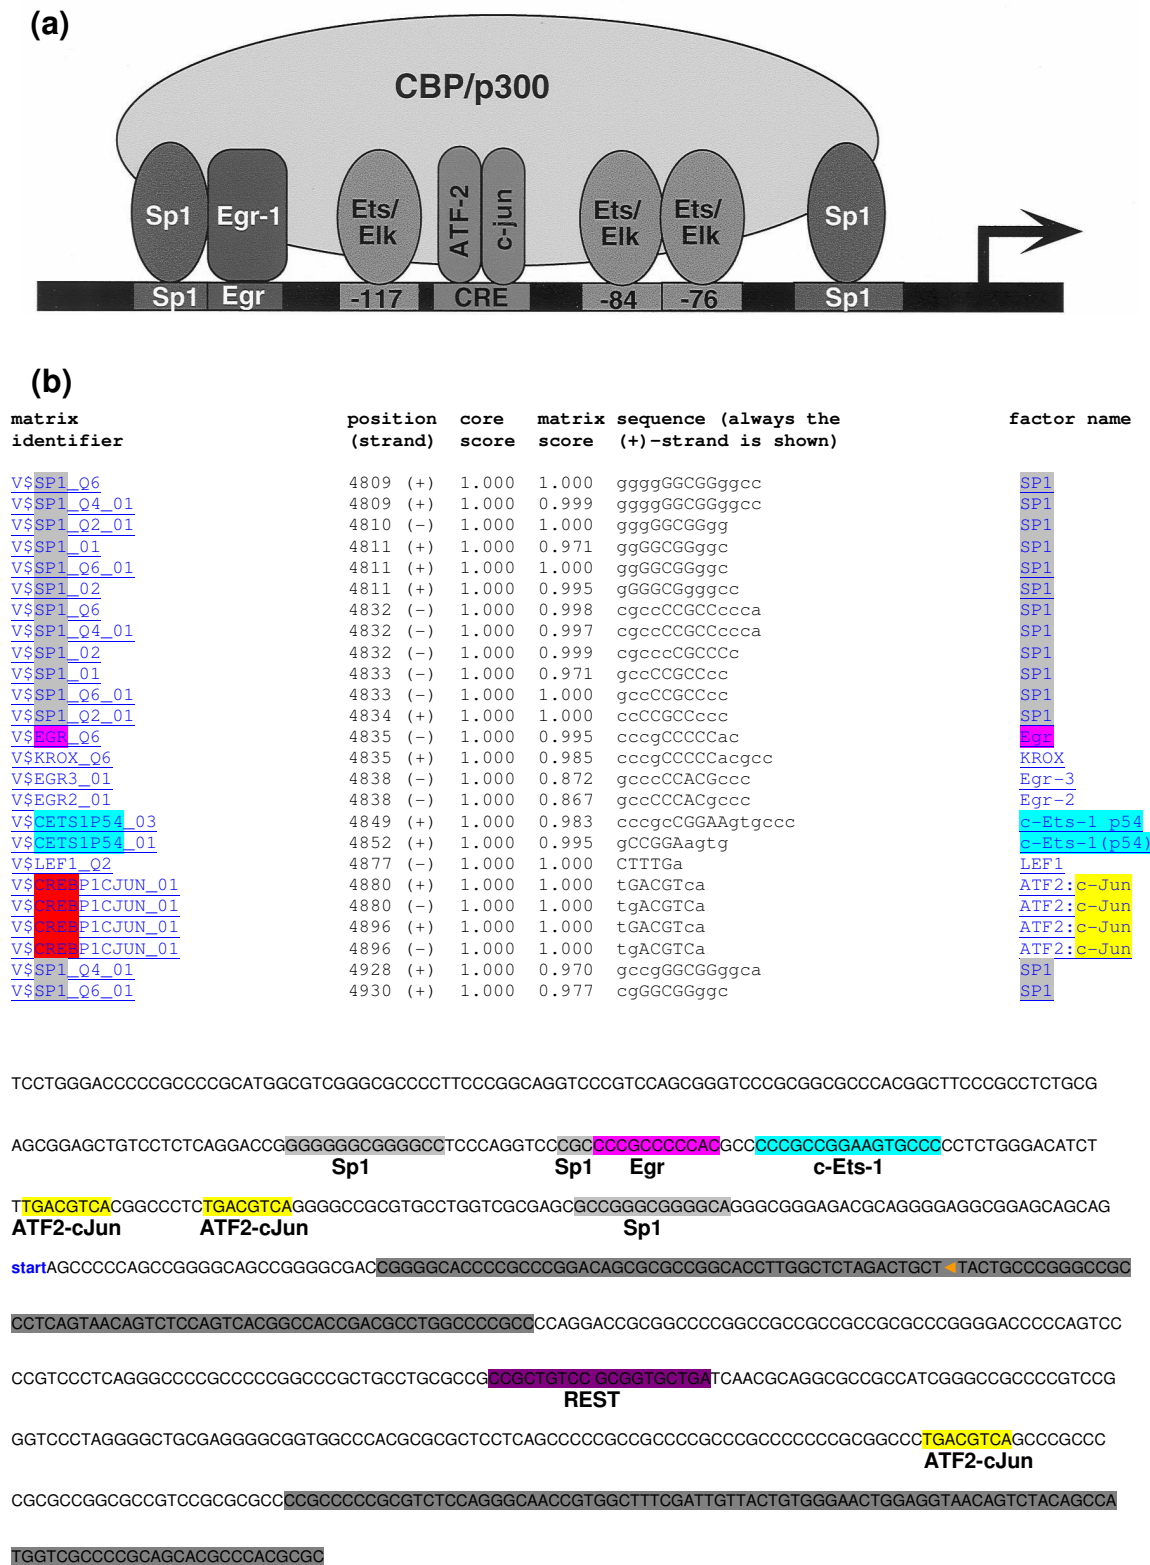 (a)
CBP/p300
Sp1 Egr-1 Ets/Elk ATF-2 c-jun Ets/Elk Ets/Elk Sp1
Sp1 Egr -117 CRE -84 -76 Sp1
(b)
matrix position core matrix sequence (always the factor name
identifier (strand) score score (+)-strand is shown)
V$SP1_Q6 4809 (+) 1.000 1.000 ggggGGCGGggcc SP1
V$SP1_Q4_01 4809 (+) 1.000 0.999 ggggGGCGGggcc SP1
V$SP1_Q2_01 4810 (-) 1.000 1.000 gggGGCGGgg SP1
V$SP1_01 4811 (+) 1.000 0.971 ggGGCGGggc SP1
V$SP1_Q6_01 4811 (+) 1.000 1.000 ggGGCGGggc SP1
V$SP1_02 4811 (+) 1.000 0.995 gGGGCGgggcc SP1
V$SP1_Q6 4832 (-) 1.000 0.998 cgccCCGCCccca SP1
V$SP1_Q4_01 4832 (-) 1.000 0.997 cgccCCGCCccca SP1
V$SP1_02 4832 (-) 1.000 0.999 cgcccCGCCCc SP1
V$SP1_01 4833 (-) 1.000 0.971 gccCCGCCcc SP1
V$SP1_Q6_01 4833 (-) 1.000 1.000 gccCCGCCcc SP1
V$SP1_Q2_01 4834 (+) 1.000 1.000 ccCCGCCccc SP1
V$EGR_Q6 4835 (-) 1.000 0.995 cccgCCCCCac Egr
V$KROX_Q6 4835 (+) 1.000 0.985 cccgCCCCCacgcc KROX
V$EGR3_01 4838 (-) 1.000 0.872 gccccCACGccc Egr-3
V$EGR2_01 4838 (-) 1.000 0.867 gccCCCACgccc Egr-2
V$CETS1P54_03 4849 (+) 1.000 0.983 cccgcCGGAAgtgccc c-Ets-1 p54
V$CETS1P54_01 4852 (+) 1.000 0.995 gCCGGAagtg c-Ets-1(p54)
V$LEF1_Q2 4877 (-) 1.000 1.000 CTTTGa LEF1
V$CREBP1CJUN_01 4880 (+) 1.000 1.000 tGACGTca ATF2:c-Jun
V$CREBP1CJUN_01 4880 (-) 1.000 1.000 tgACGTCa ATF2:c-Jun
V$CREBP1CJUN_01 4896 (+) 1.000 1.000 tGACGTca ATF2:c-Jun
V$CREBP1CJUN_01 4896 (-) 1.000 1.000 tgACGTCa ATF2:c-Jun
V$SP1_Q4_01 4928 (+) 1.000 0.970 gccgGGCGGggca SP1
V$SP1_Q6_01 4930 (+) 1.000 0.977 cgGGCGGggc SP1
TCCTGGGACCCCCGCCCCGCATGGCGTCGGGCGCCCCTTCCCGGCAGGTCCCGTCCAGCGGGTCCCGCGGCGCCCACGGCTTCCCGCCTCTGCG
AGCGGAGCTGTCCTCTCAGGACCGGGGGGGCGGGGCCTCCCAGGTCCCGCCCCGCCCCCACGCCCCCGCCGGAAGTGCCCCCTCTGGGACATCT
Sp1 Sp1 Egr c-Ets-1
TTGACGTCACGGCCCTCTGACGTCAGGGGCCGCGTGCCTGGTCGCGAGCGCCGGGCGGGGCAGGGCGGGAGACGCAGGGGAGGCGGAGCAGCAG
ATF2-cJun ATF2-cJun Sp1
startAGCCCCCAGCCGGGGCAGCCGGGGCGACCGGGGCACCCCGCCCGGACAGCGCGCCGGCACCTTGGCTCTAGACTGCT◄TACTGCCCGGGCCGC
CCTCAGTAACAGTCTCCAGTCACGGCCACCGACGCCTGGCCCCGCCCCAGGACCGCGGCCCCGGCCGCCGCCGCCGCGCCCGGGGACCCCCAGTCC
CCGTCCCTCAGGGCCCCGCCCCCGGCCCGCTGCCTGCGCCGCCGCTGTCC GCGGTGCTGATCAACGCAGGCGCCGCCATCGGGCCGCCCCGTCCG
REST
GGTCCCTAGGGGCTGCGAGGGGCGGTGGCCCACGCGCGCTCCTCAGCCCCCGCCGCCCCGCCCGCCCCCCCGCGGCCCTGACGTCAGCCCGCCC
ATF2-cJun
CGCGCCGGCGCCGTCCGCGCGCCCCGCCCCCGCGTCTCCAGGGCAACCGTGGCTTTCGATTGTTACTGTGGGAACTGGAGGTAACAGTCTACAGCCA
TGGTCGCCCCGCAGCACGCCCACGCGC